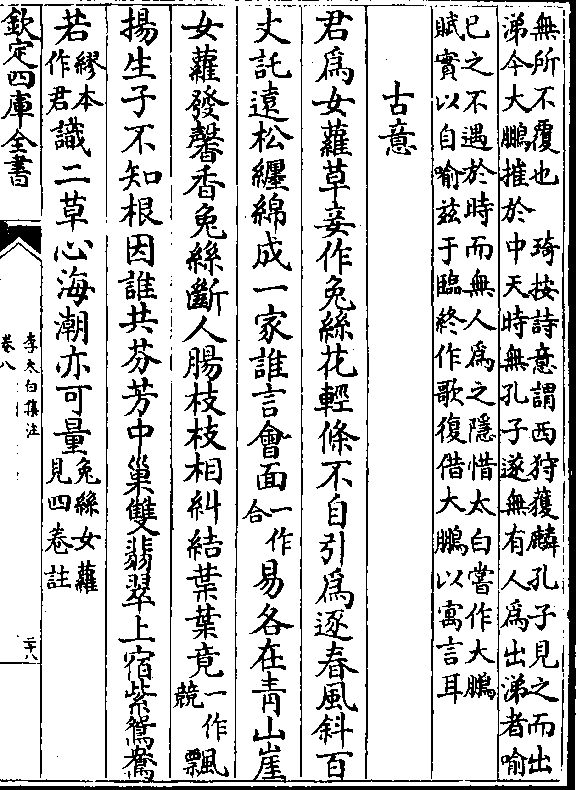 無所不覆也　琦按詩意謂西狩獲麟孔子見之而出
涕今大鵬摧於中天時無孔子遂無有人為出涕者喻
已之不遇於時而無人為之隱惜太白嘗作大鵬
賦實以自喻兹于臨終作歌復借大鵬以寓言耳
古意
君為女蘿草妾作兔絲花輕條不自引為逐春風斜百
丈託遠松纏綿成一家誰言會面一作合易各在青山崖
女蘿發馨香兔絲斷人腸枝枝相糾結葉葉竟一作競飄
揚生子不知根因誰共芬芳中巢雙翡翠上宿紫鴛鴦
若繆本作君識二草心海潮亦可量兔絲女蘿見四卷註
欽定四庫全書
李太白集注
卷八
二十八